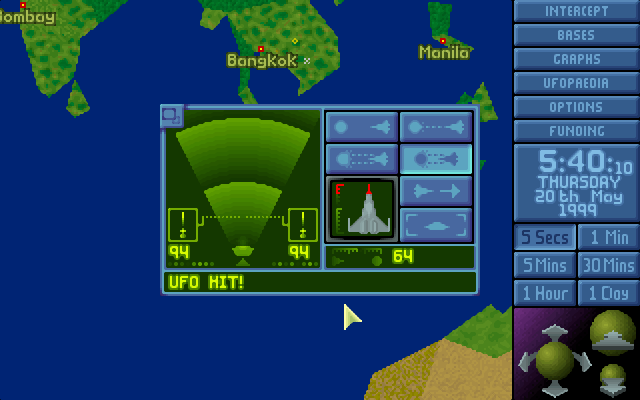 Bombay
Bangkok
Manila
INTERCEPT
BASES
GRAPHS
UFOPAEDIA
OPTIONS
FUNDING
5:40:10
THURSDAY
20th May
1999
5 Secs
1 Min
5 Mins
30 Mins
1 Hour
1 Day
94
94
64
UFO HIT!